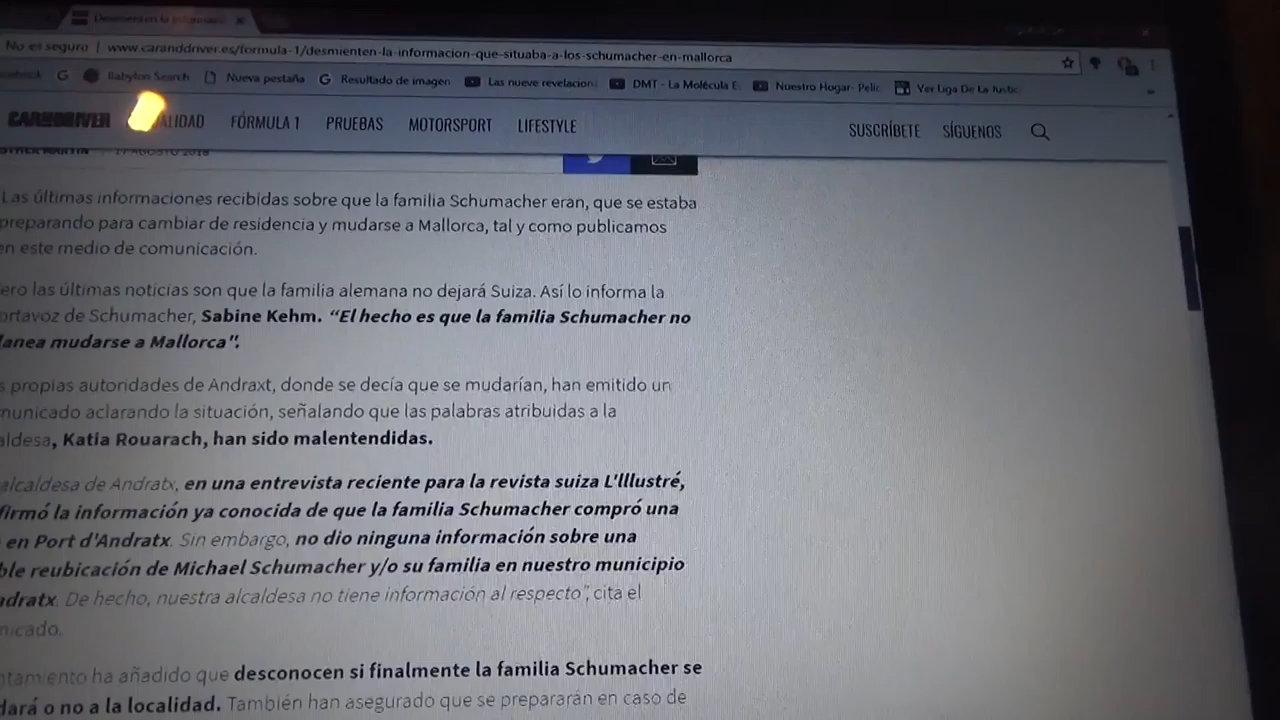 No es seguro | www.caranddriver.es/formula-1/desmienten-la-informacion-que-situaba-a-los-schumacher-en-mallorca
Babylon Search Nueva pestaña Resultado de imagen Las nueve revelacion DMT - La Molécula E Nuestro Hogar- Pelic Ver Liga De La Justic
CARANDDRIVER ALIDAD FÓRMULA 1 PRUEBAS MOTORSPORT LIFESTYLE SUSCRÍBETE SÍGUENOS
MARTIN AGOSTO 2018
Las últimas informaciones recibidas sobre que la familia Schumacher eran, que se estaba
preparando para cambiar de residencia y mudarse a Mallorca, tal y como publicamos
en este medio de comunicación.
ero las últimas noticias son que la familia alemana no dejará Suiza. Así lo informa la
ortavoz de Schumacher, Sabine Kehm. “El hecho es que la familia Schumacher no
lanea mudarse a Mallorca".
s propias autoridades de Andraxt, donde se decía que se mudarían, han emitido un
municado aclarando la situación, señalando que las palabras atribuidas a la
aldesa, Katia Rouarach, han sido malentendidas.
alcaldesa de Andratx, en una entrevista reciente para la revista suiza L'lllustré,
firmó la información ya conocida de que la familia Schumacher compró una
en Port d'Andratx. Sin embargo, no dio ninguna información sobre una
ble reubicación de Michael Schumacher y/o su familia en nuestro municipio
adratx. De hecho, nuestra alcaldesa no tiene información al respecto", cita el
nicado.
ntamiento ha añadido que desconocen si finalmente la familia Schumacher se
dará o no a la localidad. También han asegurado que se prepararán en caso de